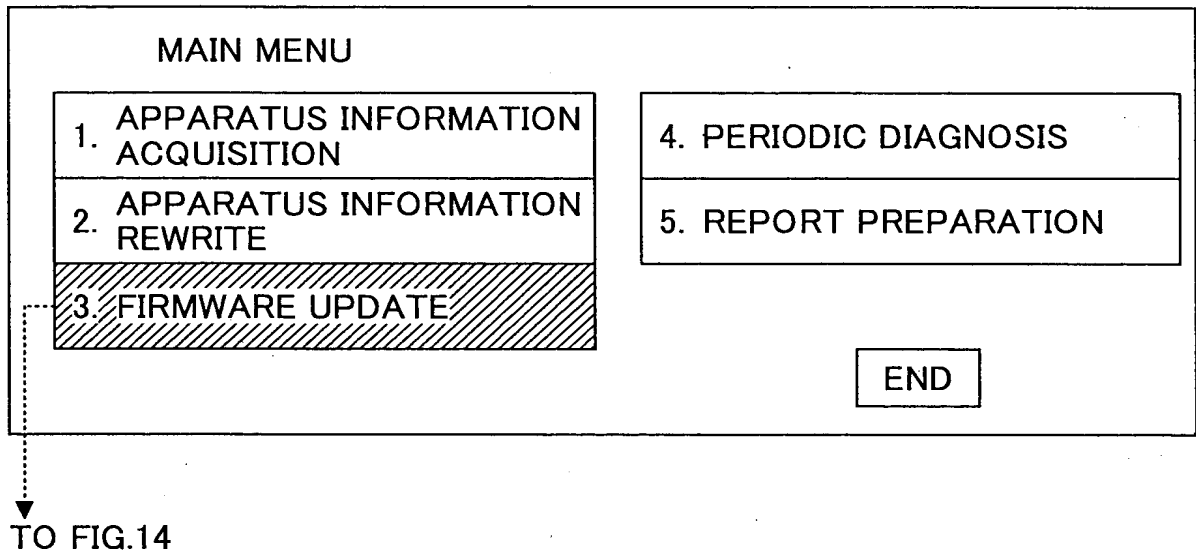 MAIN MENU
1. APPARATUS INFORMATION
ACQUISITION
2. APPARATUS INFORMATION
REWRITE
3. FIRMWARE UPDATE
4. PERIODIC DIAGNOSIS
5. REPORT PREPARATION
END
TO FIG.14